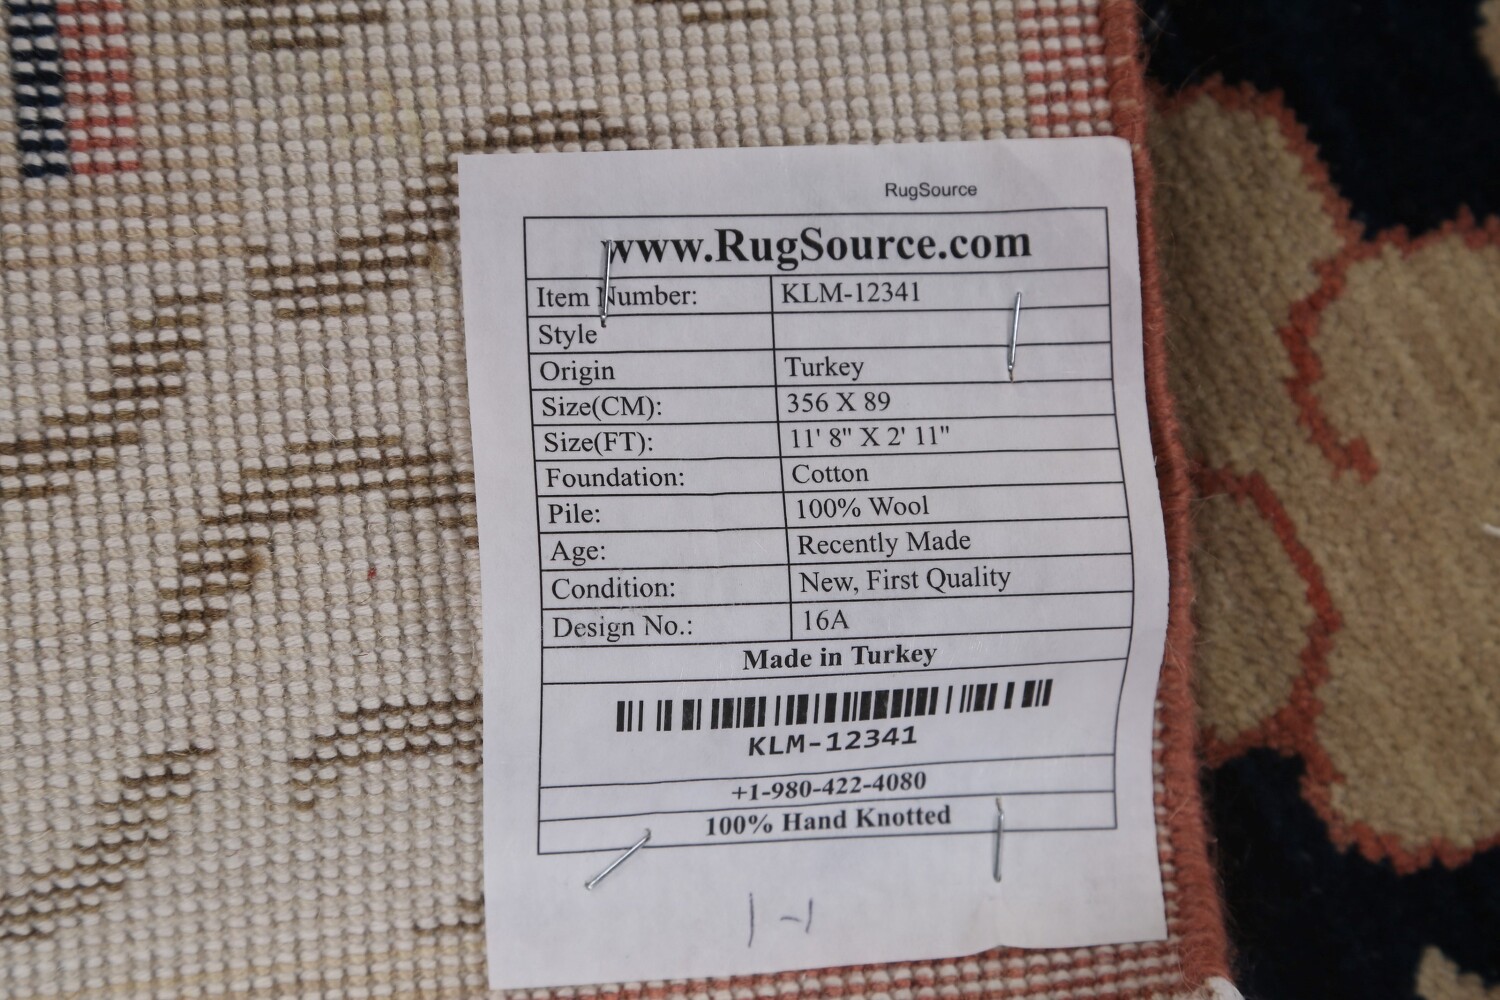 RugSource
www.RugSource.com
Item Number: KLM-12341
Style
Origin Turkey
Size(CM): 356 X 89
Size(FT): 11' 8" X 2' 11"
Foundation: Cotton
Pile: 100% Wool
Age: Recently Made
Condition: New, First Quality
Design No.: 16A
Made in Turkey
KLM-12341
+1-980-422-4080
100% Hand Knotted
1-1